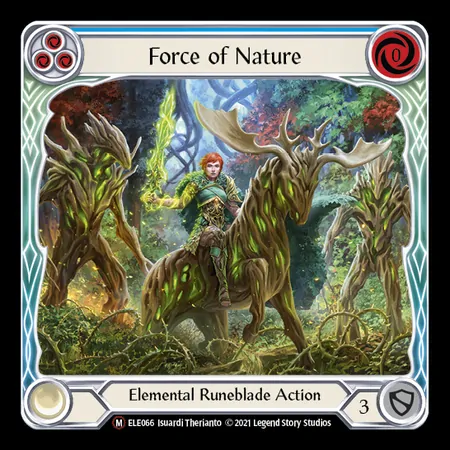 Force of Nature
0
Elemental Runeblade Action
3
M ELE066 Isuardi Therianto © 2021 Legend Story Studios